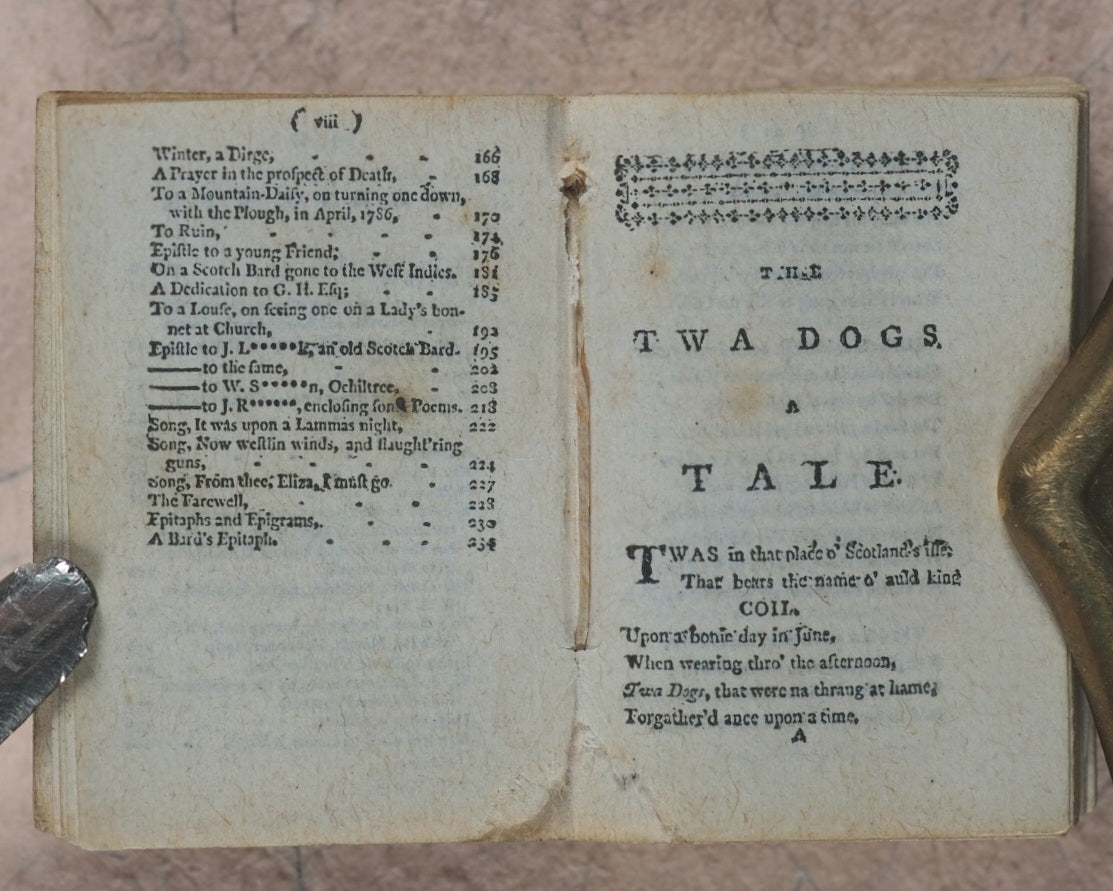 ( viii )
Winter, a Dirge, - - - 166
A Prayer in the proſpect of Death, - 168
To a Mountain-Daiſy, on turning one down,
with the Plough, in April, 1786, - 170
To Ruin, - - - - 174
Epiſtle to a young Friend; - - 176
On a Scotch Bard gone to the Weſt Indies. 181
A Dedication to G. H. Eſq; - - 185
To a Louſe, on ſeeing one on a Lady's bon-
net at Church, - 192
Epiſtle to J. L*****k, an old Scotch Bard. 195
——to the ſame, - - 202
——to W. S*****n, Ochiltree, - 208
——to J. R******, encloſing ſome Poems. 218
Song, It was upon a Lammas night, 222
Song, Now weſtlin winds, and ſlaught'ring
guns, - - - - 224
Song, From thee, Eliza, I muſt go. - 227
The Farewell, - - - 228
Epitaphs and Epigrams, - - 230
A Bard's Epitaph. - - - 234
THE
TWA DOGS.
A
TALE.
TWAS in that place o' Scotland's iſle,
That bears the name o' auld king
COIL.
Upon a bonie day in June,
When wearing thro' the afternoon,
Twa Dogs, that were na thrang at hame,
Forgather'd ance upon a time.
A